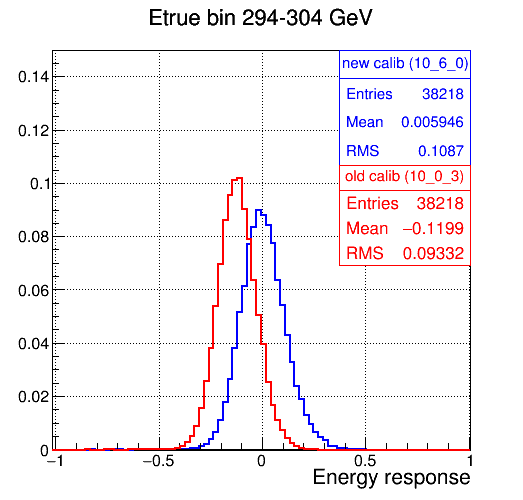 Etrue bin 294-304 GeV
new calib (10_6_0)
Entries 38218
Mean 0.005946
RMS 0.1087
old calib (10_0_3)
Entries 38218
Mean −0.1199
RMS 0.09332
0.14
0.12
0.1
0.08
0.06
0.04
0.02
0
−1 −0.5 0 0.5 1
Energy response